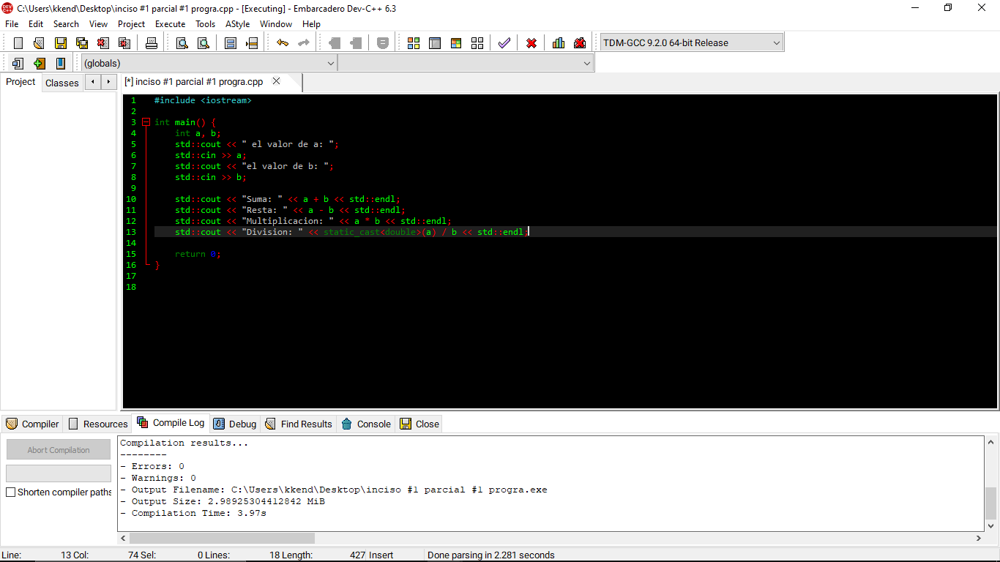 C:\Users\kkend\Desktop\inciso #1 parcial #1 progra.cpp - [Executing] - Embarcadero Dev-C++ 6.3
File Edit Search View Project Execute Tools AStyle Window Help
TDM-GCC 9.2.0 64-bit Release
(globals)
Project Classes [*] inciso #1 parcial #1 progra.cpp
1 #include <iostream>
2
3 int main() {
4 int a, b;
5 std::cout << " el valor de a: ";
6 std::cin >> a;
7 std::cout << "el valor de b: ";
8 std::cin >> b;
9
10 std::cout << "Suma: " << a + b << std::endl;
11 std::cout << "Resta: " << a - b << std::endl;
12 std::cout << "Multiplicacion: " << a * b << std::endl;
13 std::cout << "Division: " << static_cast<double>(a) / b << std::endl;
14
15 return 0;
16 }
17
18
Compiler Resources Compile Log Debug Find Results Console Close
Abort Compilation
Shorten compiler paths
Compilation results...
--------
- Errors: 0
- Warnings: 0
- Output Filename: C:\Users\kkend\Desktop\inciso #1 parcial #1 progra.exe
- Output Size: 2.98925304412842 MiB
- Compilation Time: 3.97s
Line: 13 Col: 74 Sel: 0 Lines: 18 Length: 427 Insert Done parsing in 2.281 seconds